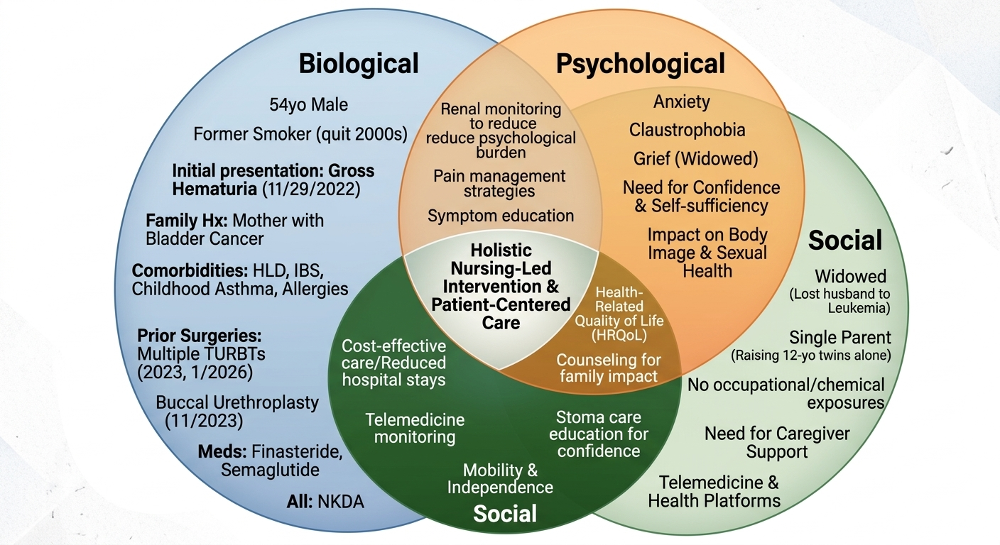 Biological
54yo Male
Former Smoker (quit 2000s)
Initial presentation: Gross
Hematuria (11/29/2022)
Family Hx: Mother with
Bladder Cancer
Comorbidities: HLD, IBS,
Childhood Asthma, Allergies
Prior Surgeries:
Multiple TURBTs
(2023, 1/2026)
Buccal Urethroplasty
(11/2023)
Meds: Finasteride,
Semaglutide
All: NKDA
Renal monitoring
to reduce
reduce psychological
burden
Pain management
strategies
Symptom education
Psychological
Anxiety
Claustrophobia
Grief (Widowed)
Need for Confidence
& Self-sufficiency
Impact on Body
Image & Sexual
Health
Holistic
Nursing-Led
Intervention &
Patient-Centered
Care
Health-
Related
Quality of Life
(HRQoL)
Counseling for
family impact
Cost-effective
care/Reduced
hospital stays
Telemedicine
monitoring
Stoma care
education for
confidence
Mobility &
Independence
Social
Social
Widowed
(Lost husband to
Leukemia)
Single Parent
(Raising 12-yo twins alone)
No occupational/chemical
exposures
Need for Caregiver
Support
Telemedicine &
Health Platforms